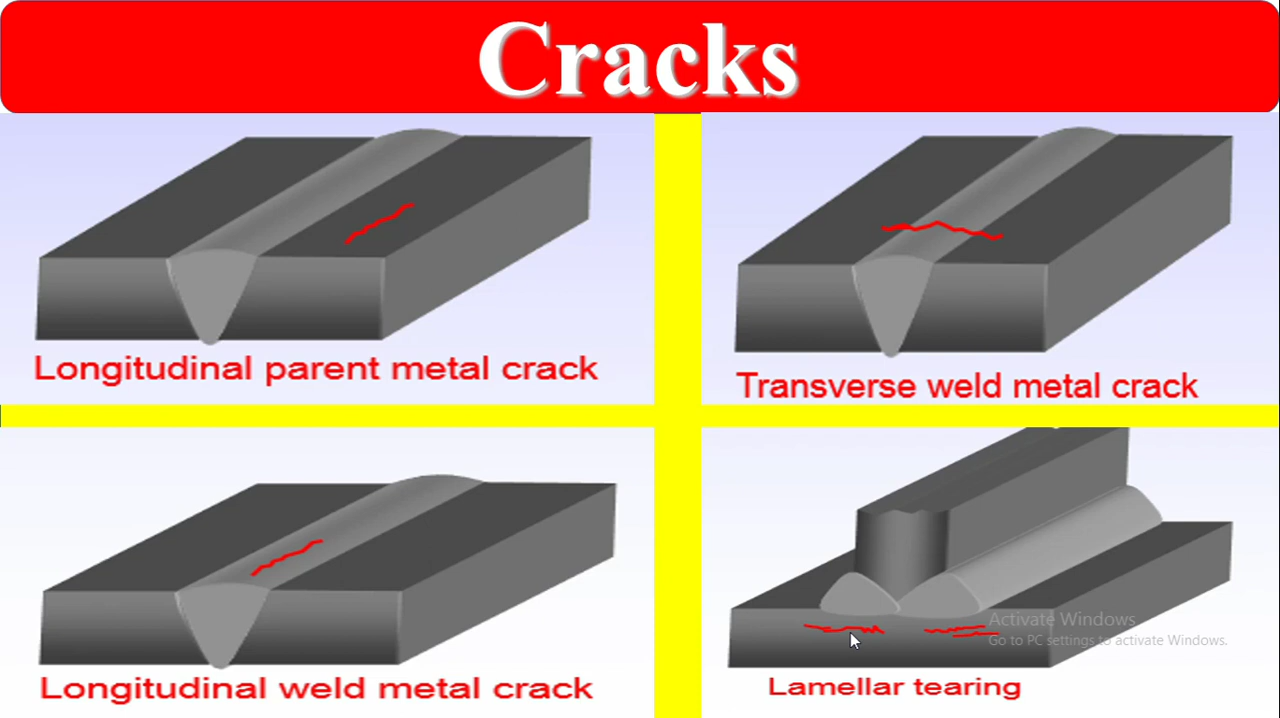 Cracks
Longitudinal parent metal crack
Transverse weld metal crack
Longitudinal weld metal crack
Lamellar tearing
Activate Windows
Go to PC settings to activate Windows.